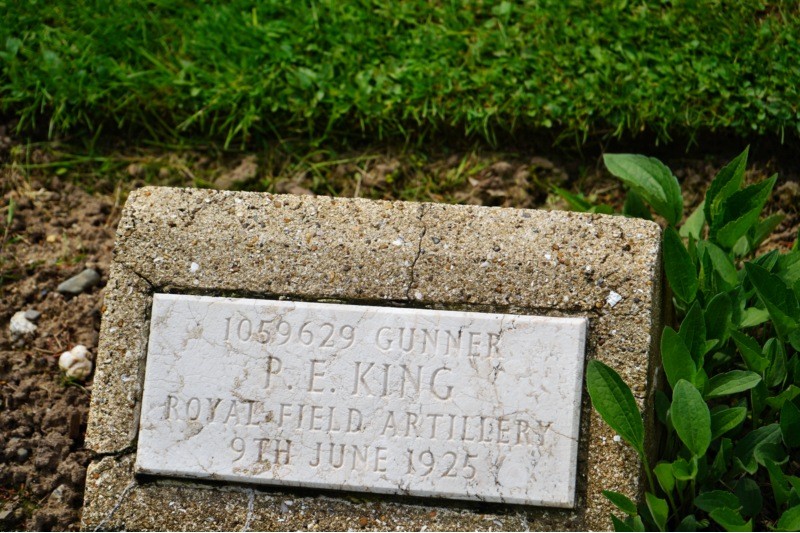 1059629 GUNNER
P. E. KING
ROYAL FIELD ARTILLERY
9TH JUNE 1925